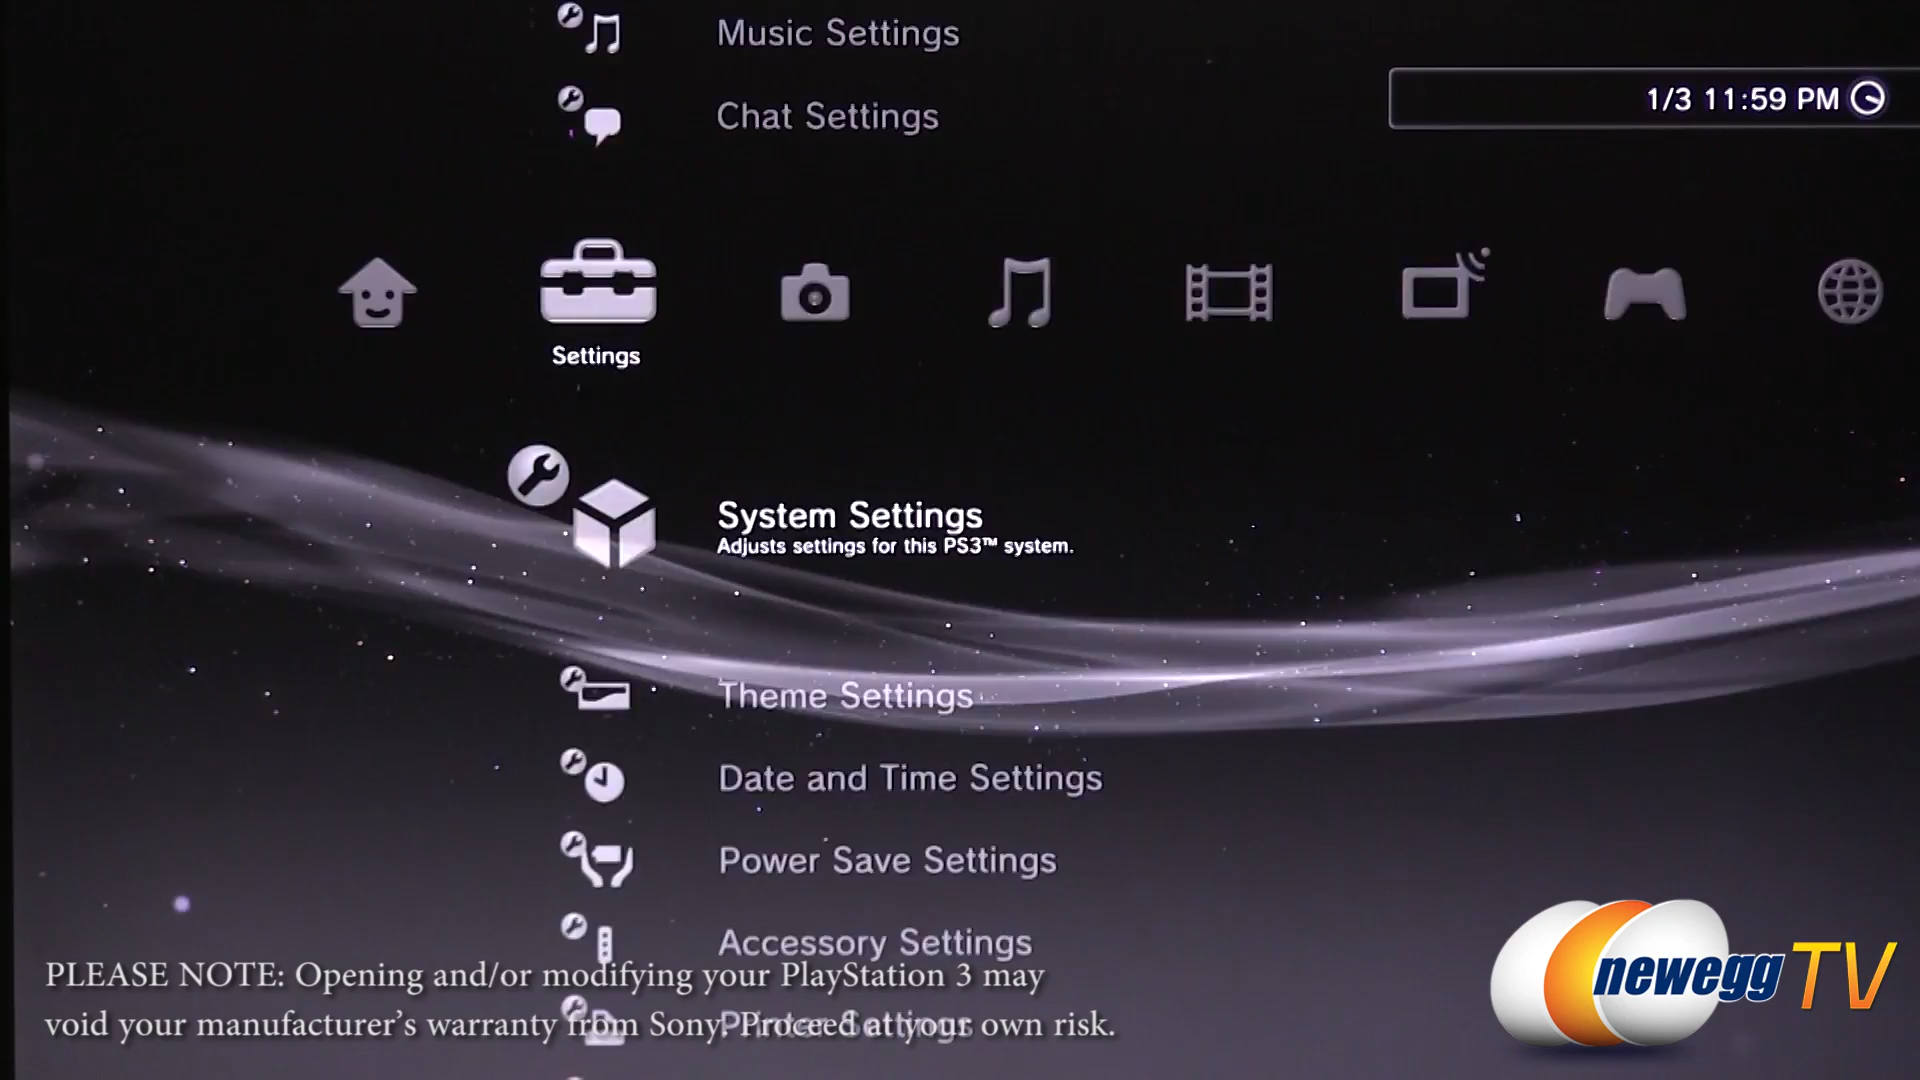 Music Settings
Chat Settings
1/3 11:59 PM
Settings
System Settings
Adjusts settings for this PS3™ system.
Theme Settings
Date and Time Settings
Power Save Settings
Accessory Settings
Printer Settings
PLEASE NOTE: Opening and/or modifying your PlayStation 3 may
void your manufacturer's warranty from Sony. Proceed at your own risk.
newegg TV